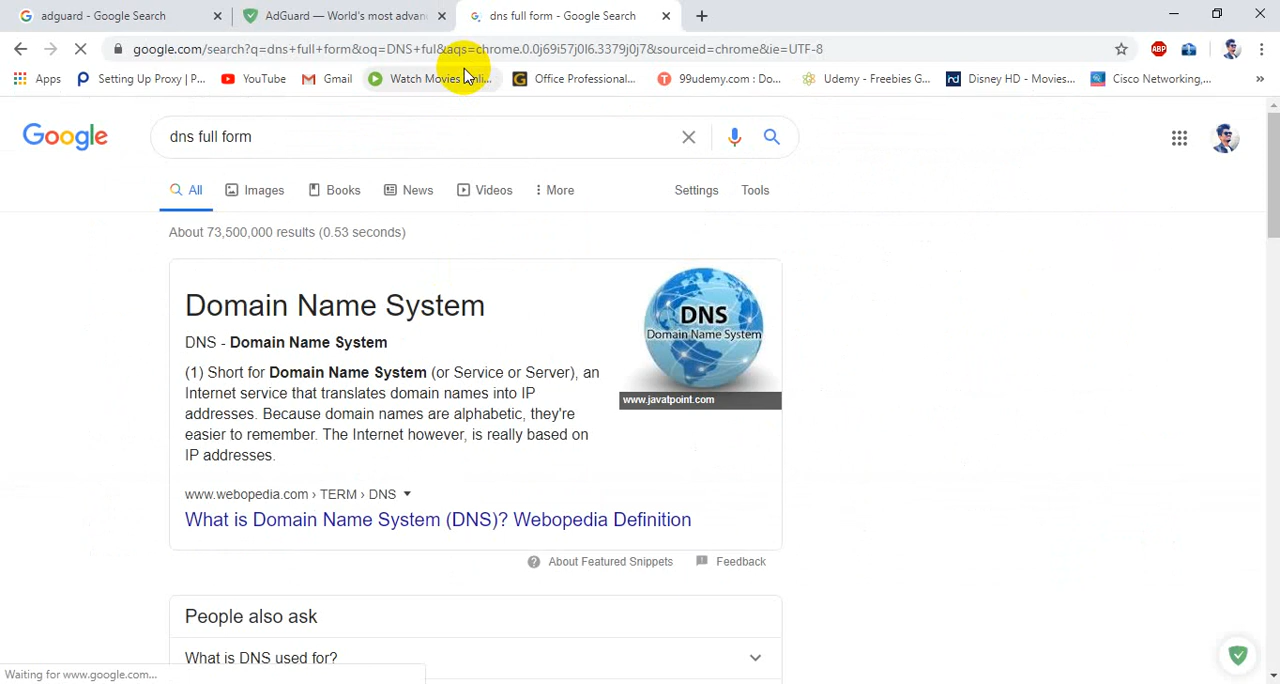 adguard - Google Search
AdGuard — World's most advan
dns full form - Google Search
google.com/search?q=dns+full+form&oq=DNS+ful&aqs=chrome.0.0j69i57j0l6.3379j0j7&sourceid=chrome&ie=UTF-8
ABP
Apps
Setting Up Proxy | P...
YouTube
Gmail
Watch Movies Onli...
Office Professional...
99udemy.com : Do...
Udemy - Freebies G...
Disney HD - Movies...
Cisco Networking,...
Google
dns full form
All
Images
Books
News
Videos
More
Settings
Tools
About 73,500,000 results (0.53 seconds)
Domain Name System
DNS - Domain Name System
(1) Short for Domain Name System (or Service or Server), an
Internet service that translates domain names into IP
addresses. Because domain names are alphabetic, they're
easier to remember. The Internet however, is really based on
IP addresses.
DNS
Domain Name System
www.javatpoint.com
www.webopedia.com › TERM › DNS
What is Domain Name System (DNS)? Webopedia Definition
About Featured Snippets
Feedback
People also ask
What is DNS used for?
Waiting for www.google.com...